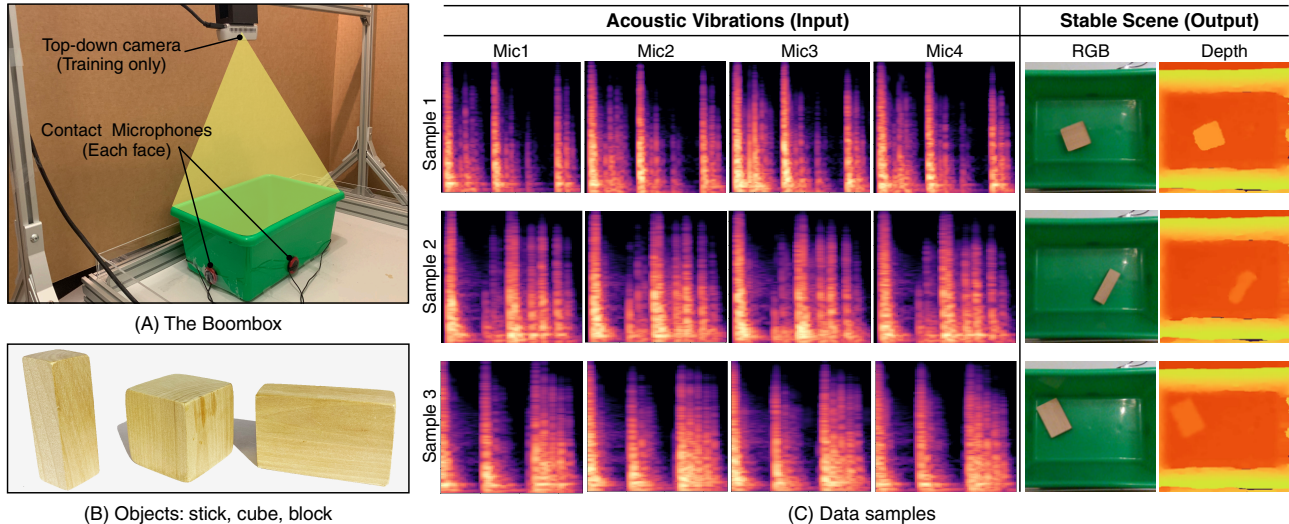 Top-down camera
(Training only)
Contact Microphones
(Each face)
(A) The Boombox
(B) Objects: stick, cube, block
Acoustic Vibrations (Input)
Stable Scene (Output)
Mic1
Mic2
Mic3
Mic4
RGB
Depth
Sample 1
Sample 2
Sample 3
(C) Data samples